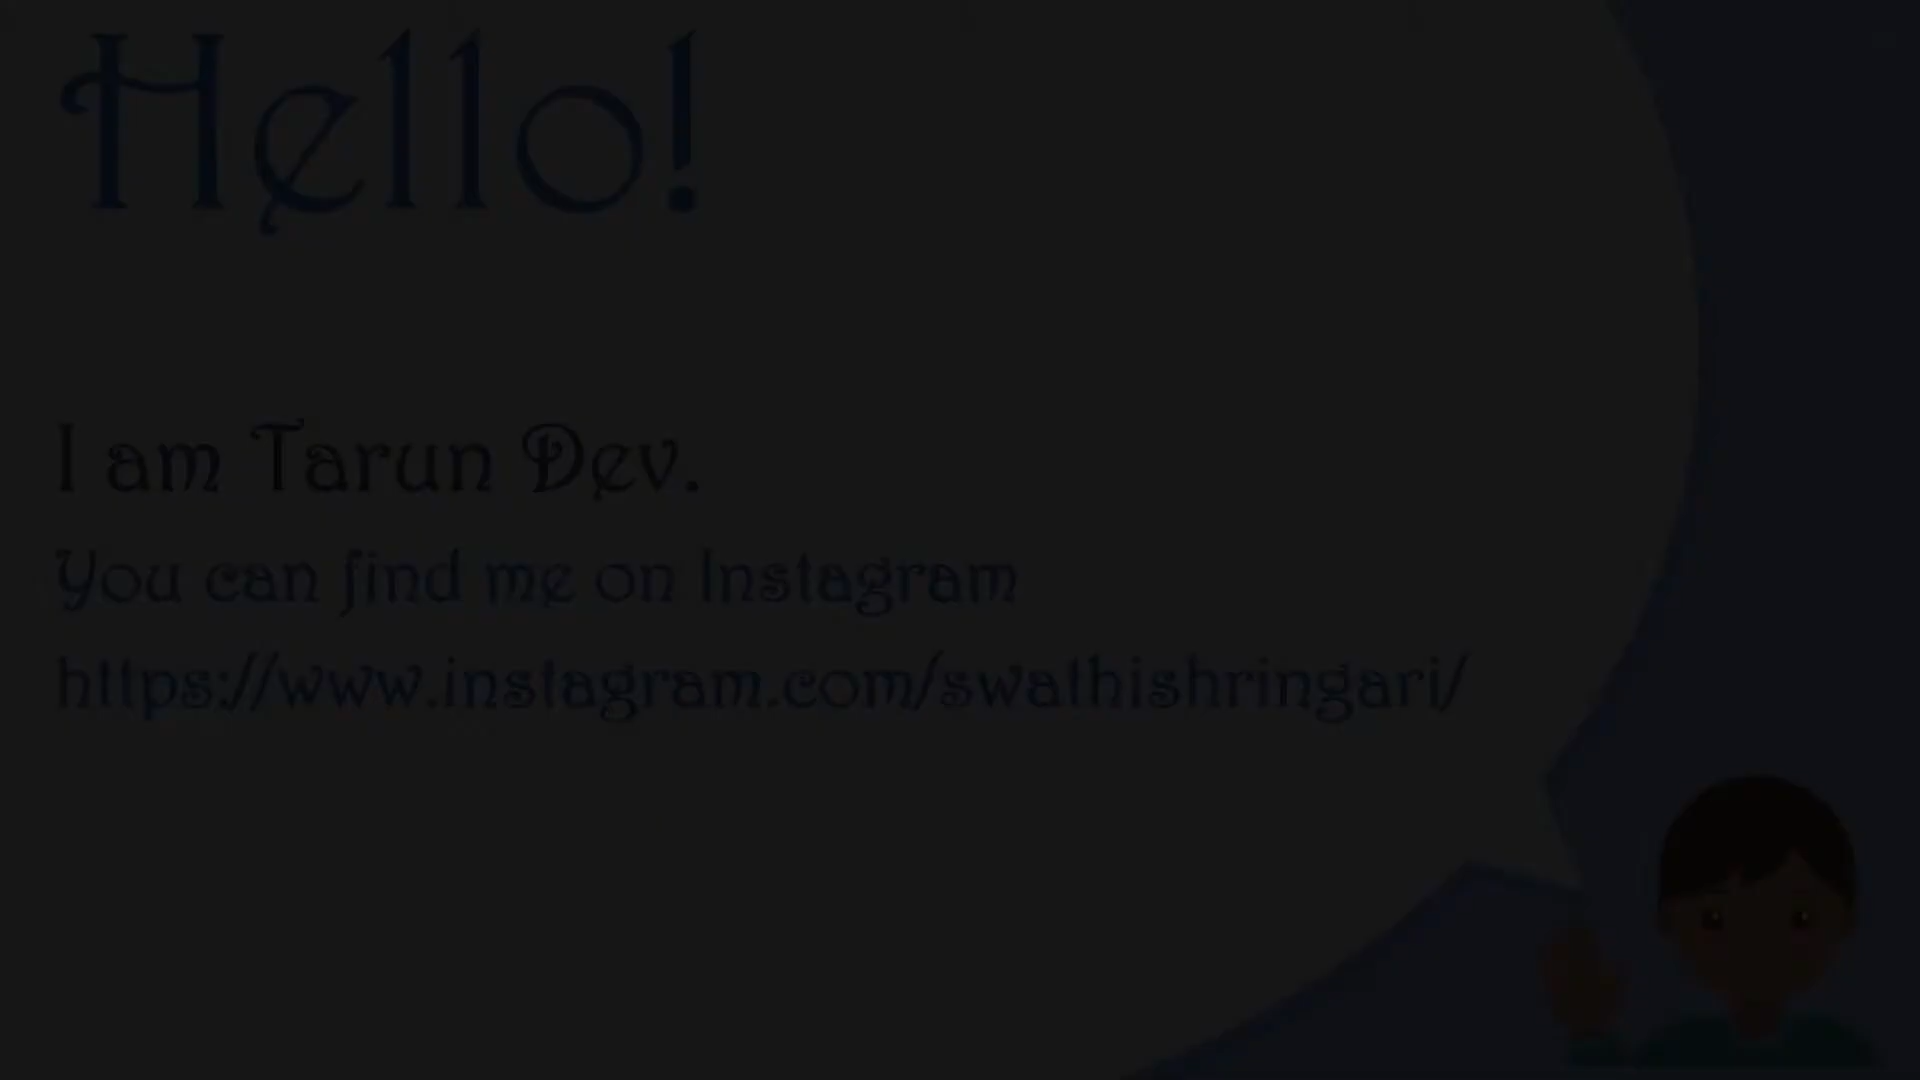 Hello!
I am Tarun Dev.
You can find me on Instagram
https://www.instagram.com/swathishringari/